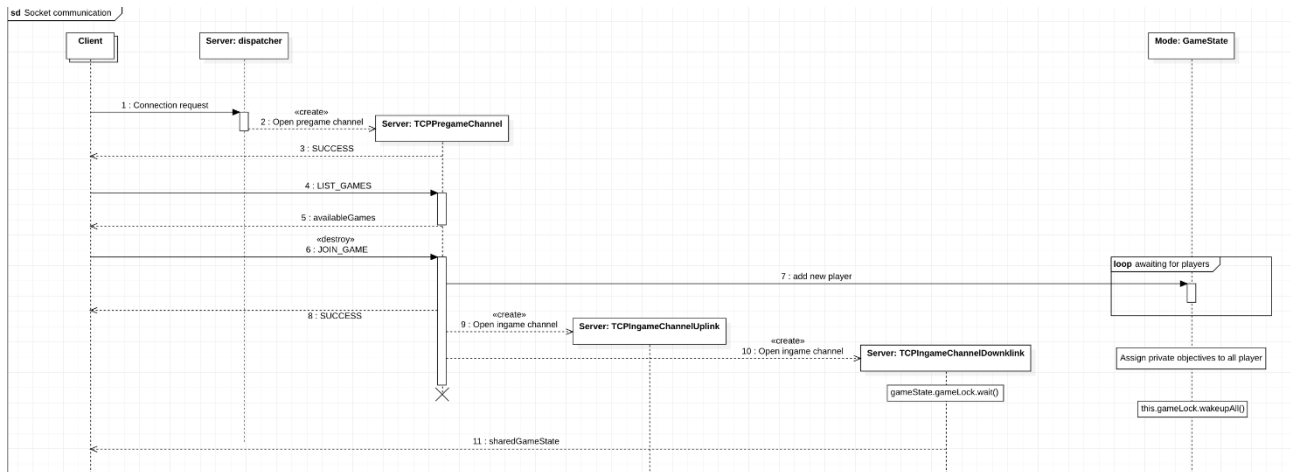 sd Socket communication
Client
Server: dispatcher
Mode: GameState
1 : Connection request
«create»
2 : Open pregame channel
Server: TCPPregameChannel
3 : SUCCESS
4 : LIST_GAMES
5 : availableGames
«destroy»
6 : JOIN_GAME
loop awaiting for players
7 : add new player
8 : SUCCESS
«create»
9 : Open ingame channel
Server: TCPIngameChannelUplink
«create»
10 : Open ingame channel
Server: TCPIngameChannelDownklink
Assign private objectives to all player
gameState.gameLock.wait()
this.gameLock.wakeupAll()
11 : sharedGameState